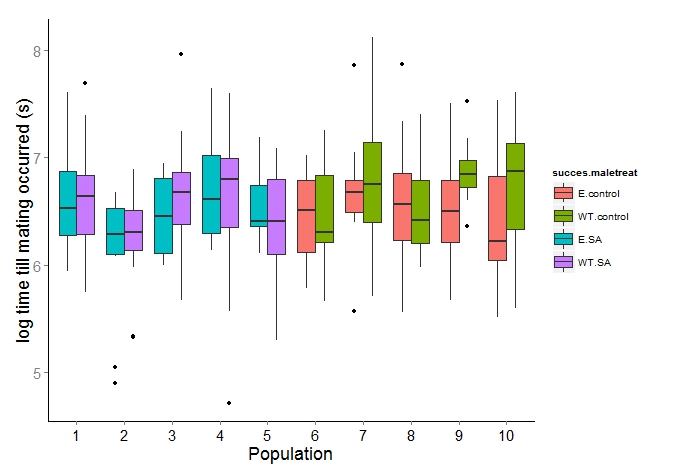 log time till mating occurred (s)
8
7
6
5
1 2 3 4 5 6 7 8 9 10
Population
succes.maletreat
E.control
WT.control
E.SA
WT.SA